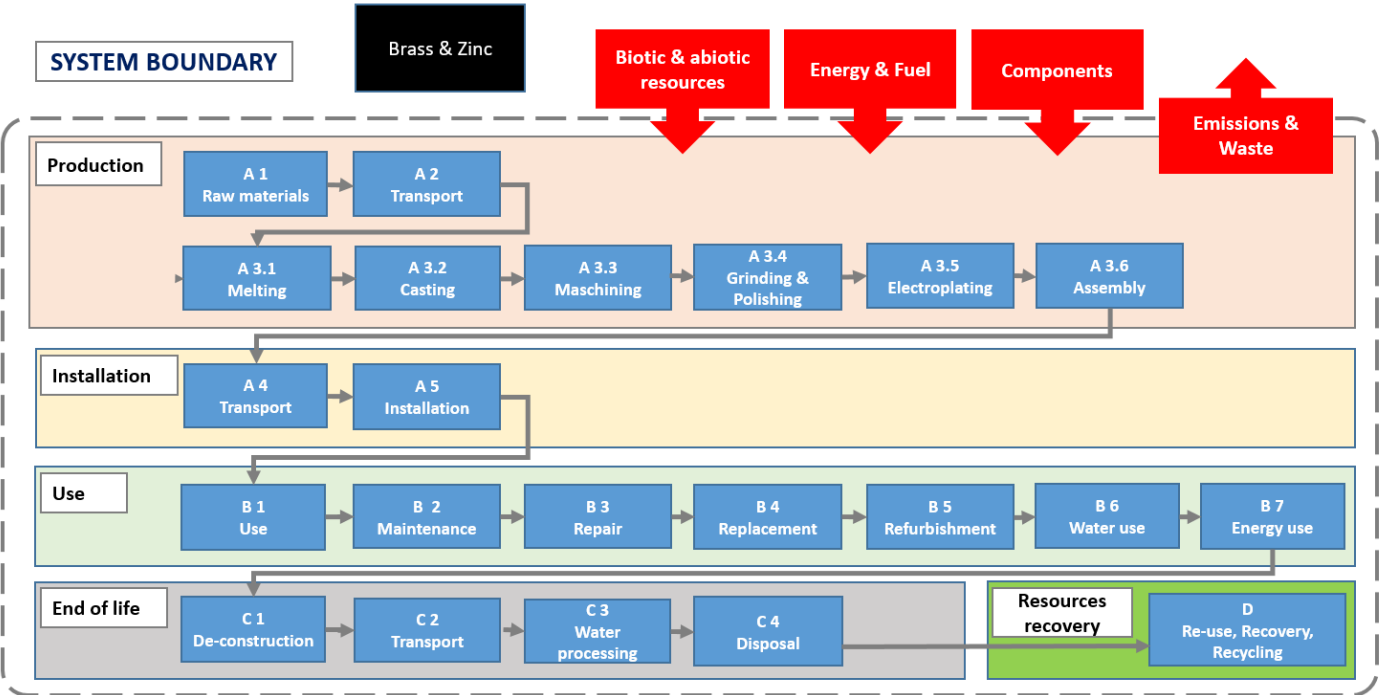 SYSTEM BOUNDARY
Brass & Zinc
Biotic & abiotic
resources
Energy & Fuel
Components
Emissions &
Waste
Production
A 1
Raw materials
A 2
Transport
A 3.1
Melting
A 3.2
Casting
A 3.3
Maschining
A 3.4
Grinding &
Polishing
A 3.5
Electroplating
A 3.6
Assembly
Installation
A 4
Transport
A 5
Installation
Use
B 1
Use
B 2
Maintenance
B 3
Repair
B 4
Replacement
B 5
Refurbishment
B 6
Water use
B 7
Energy use
End of life
C 1
De-construction
C 2
Transport
C 3
Water
processing
C 4
Disposal
Resources
recovery
D
Re-use, Recovery,
Recycling